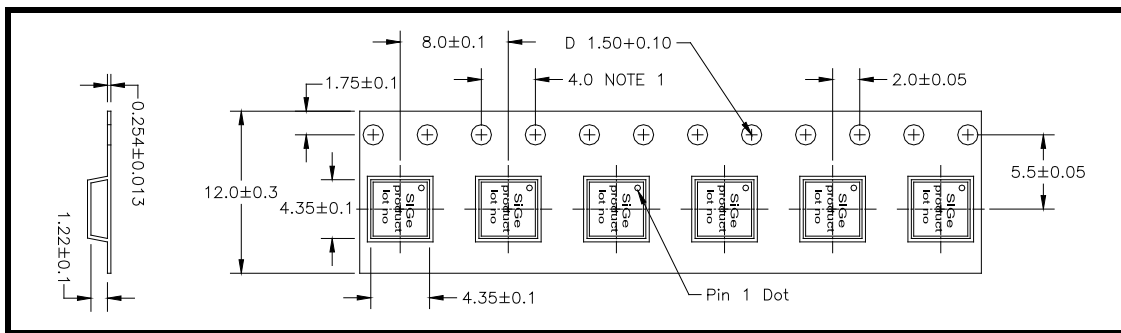 8.0±0.1
D 1.50+0.10
1.75±0.1
4.0 NOTE 1
2.0±0.05
0.254±0.013
12.0±0.3
4.35±0.1
5.5±0.05
1.22±0.1
SiGe
product
lot no
SiGe
product
lot no
SiGe
product
lot no
SiGe
product
lot no
SiGe
product
lot no
SiGe
product
lot no
4.35±0.1
Pin 1 Dot